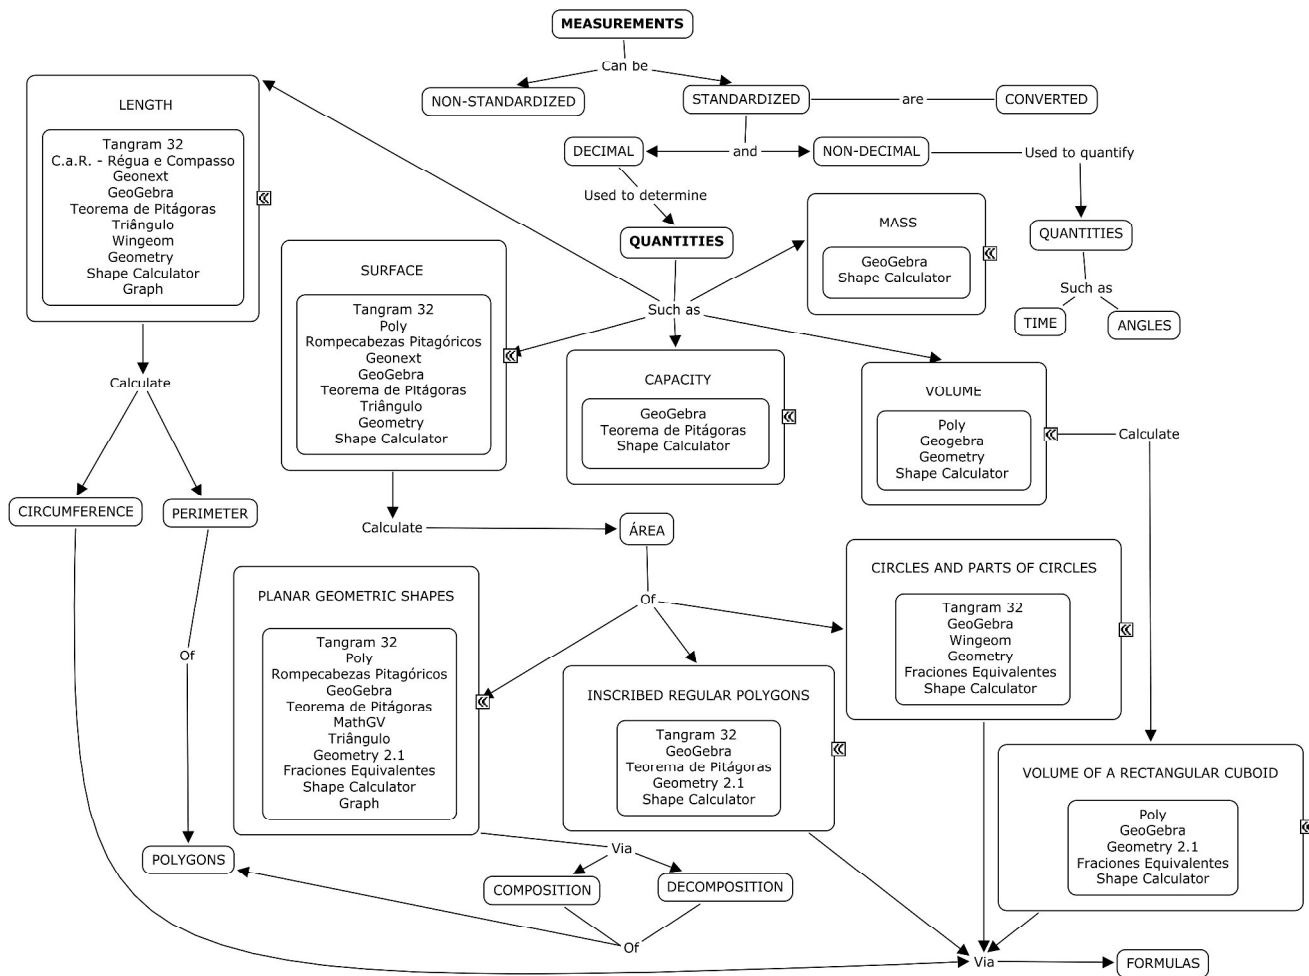 MEASUREMENTS
Can be
NON-STANDARDIZED
STANDARDIZED
are
CONVERTED
DECIMAL
and
NON-DECIMAL
Used to quantify
Used to determine
QUANTITIES
QUANTITIES
Such as
TIME
ANGLES
Such as
LENGTH
Tangram 32
C.a.R. - Régua e Compasso
Geonext
GeoGebra
Teorema de Pitágoras
Triângulo
Wingeom
Geometry
Shape Calculator
Graph
SURFACE
Tangram 32
Poly
Rompecabezas Pitagóricos
Geonext
GeoGebra
Teorema de Pitágoras
Triângulo
Geometry
Shape Calculator
MASS
GeoGebra
Shape Calculator
CAPACITY
GeoGebra
Teorema de Pitágoras
Shape Calculator
VOLUME
Poly
Geogebra
Geometry
Shape Calculator
Calculate
Calculate
CIRCUMFERENCE
PERIMETER
Calculate
ÁREA
Of
Of
PLANAR GEOMETRIC SHAPES
Tangram 32
Poly
Rompecabezas Pitagóricos
GeoGebra
Teorema de Pitágoras
MathGV
Triângulo
Geometry 2.1
Fraciones Equivalentes
Shape Calculator
Graph
INSCRIBED REGULAR POLYGONS
Tangram 32
GeoGebra
Teorema de Pitágoras
Geometry 2.1
Shape Calculator
CIRCLES AND PARTS OF CIRCLES
Tangram 32
GeoGebra
Wingeom
Geometry
Fraciones Equivalentes
Shape Calculator
VOLUME OF A RECTANGULAR CUBOID
Poly
GeoGebra
Geometry 2.1
Fraciones Equivalentes
Shape Calculator
POLYGONS
Via
COMPOSITION
DECOMPOSITION
Of
Via
FORMULAS